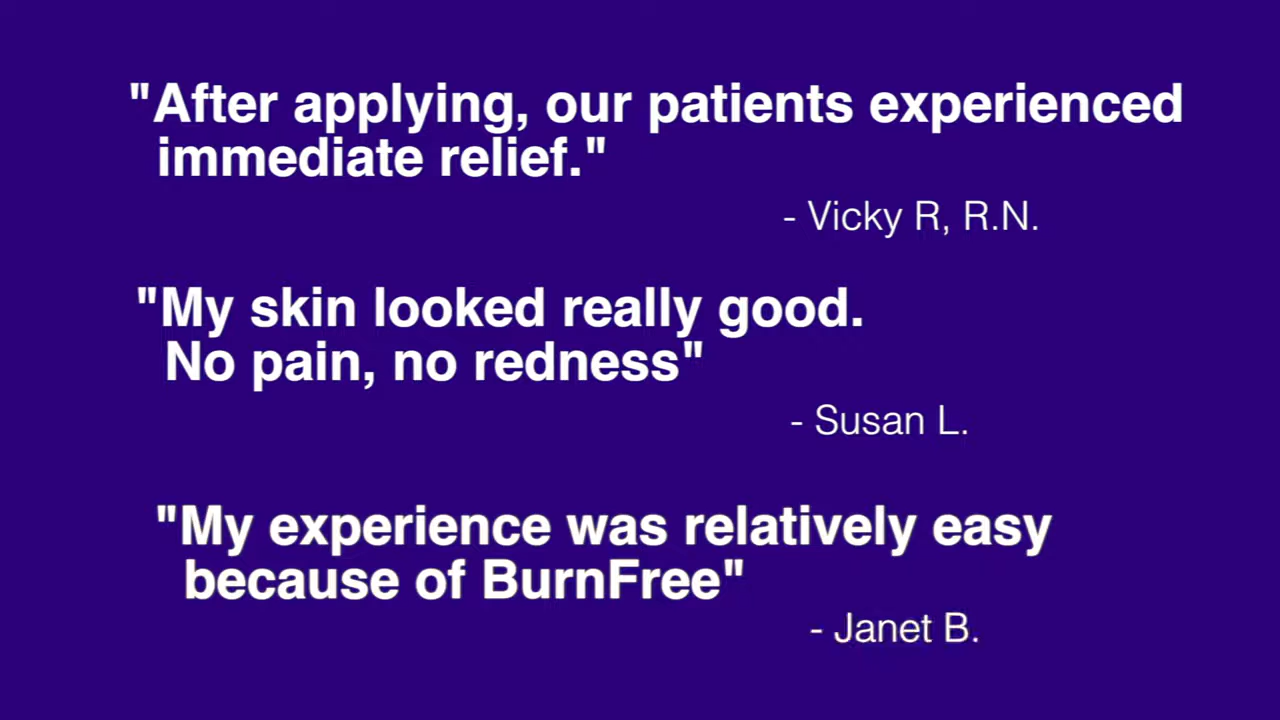 "After applying, our patients experienced
immediate relief."
- Vicky R, R.N.
"My skin looked really good.
No pain, no redness"
- Susan L.
"My experience was relatively easy
because of BurnFree"
- Janet B.